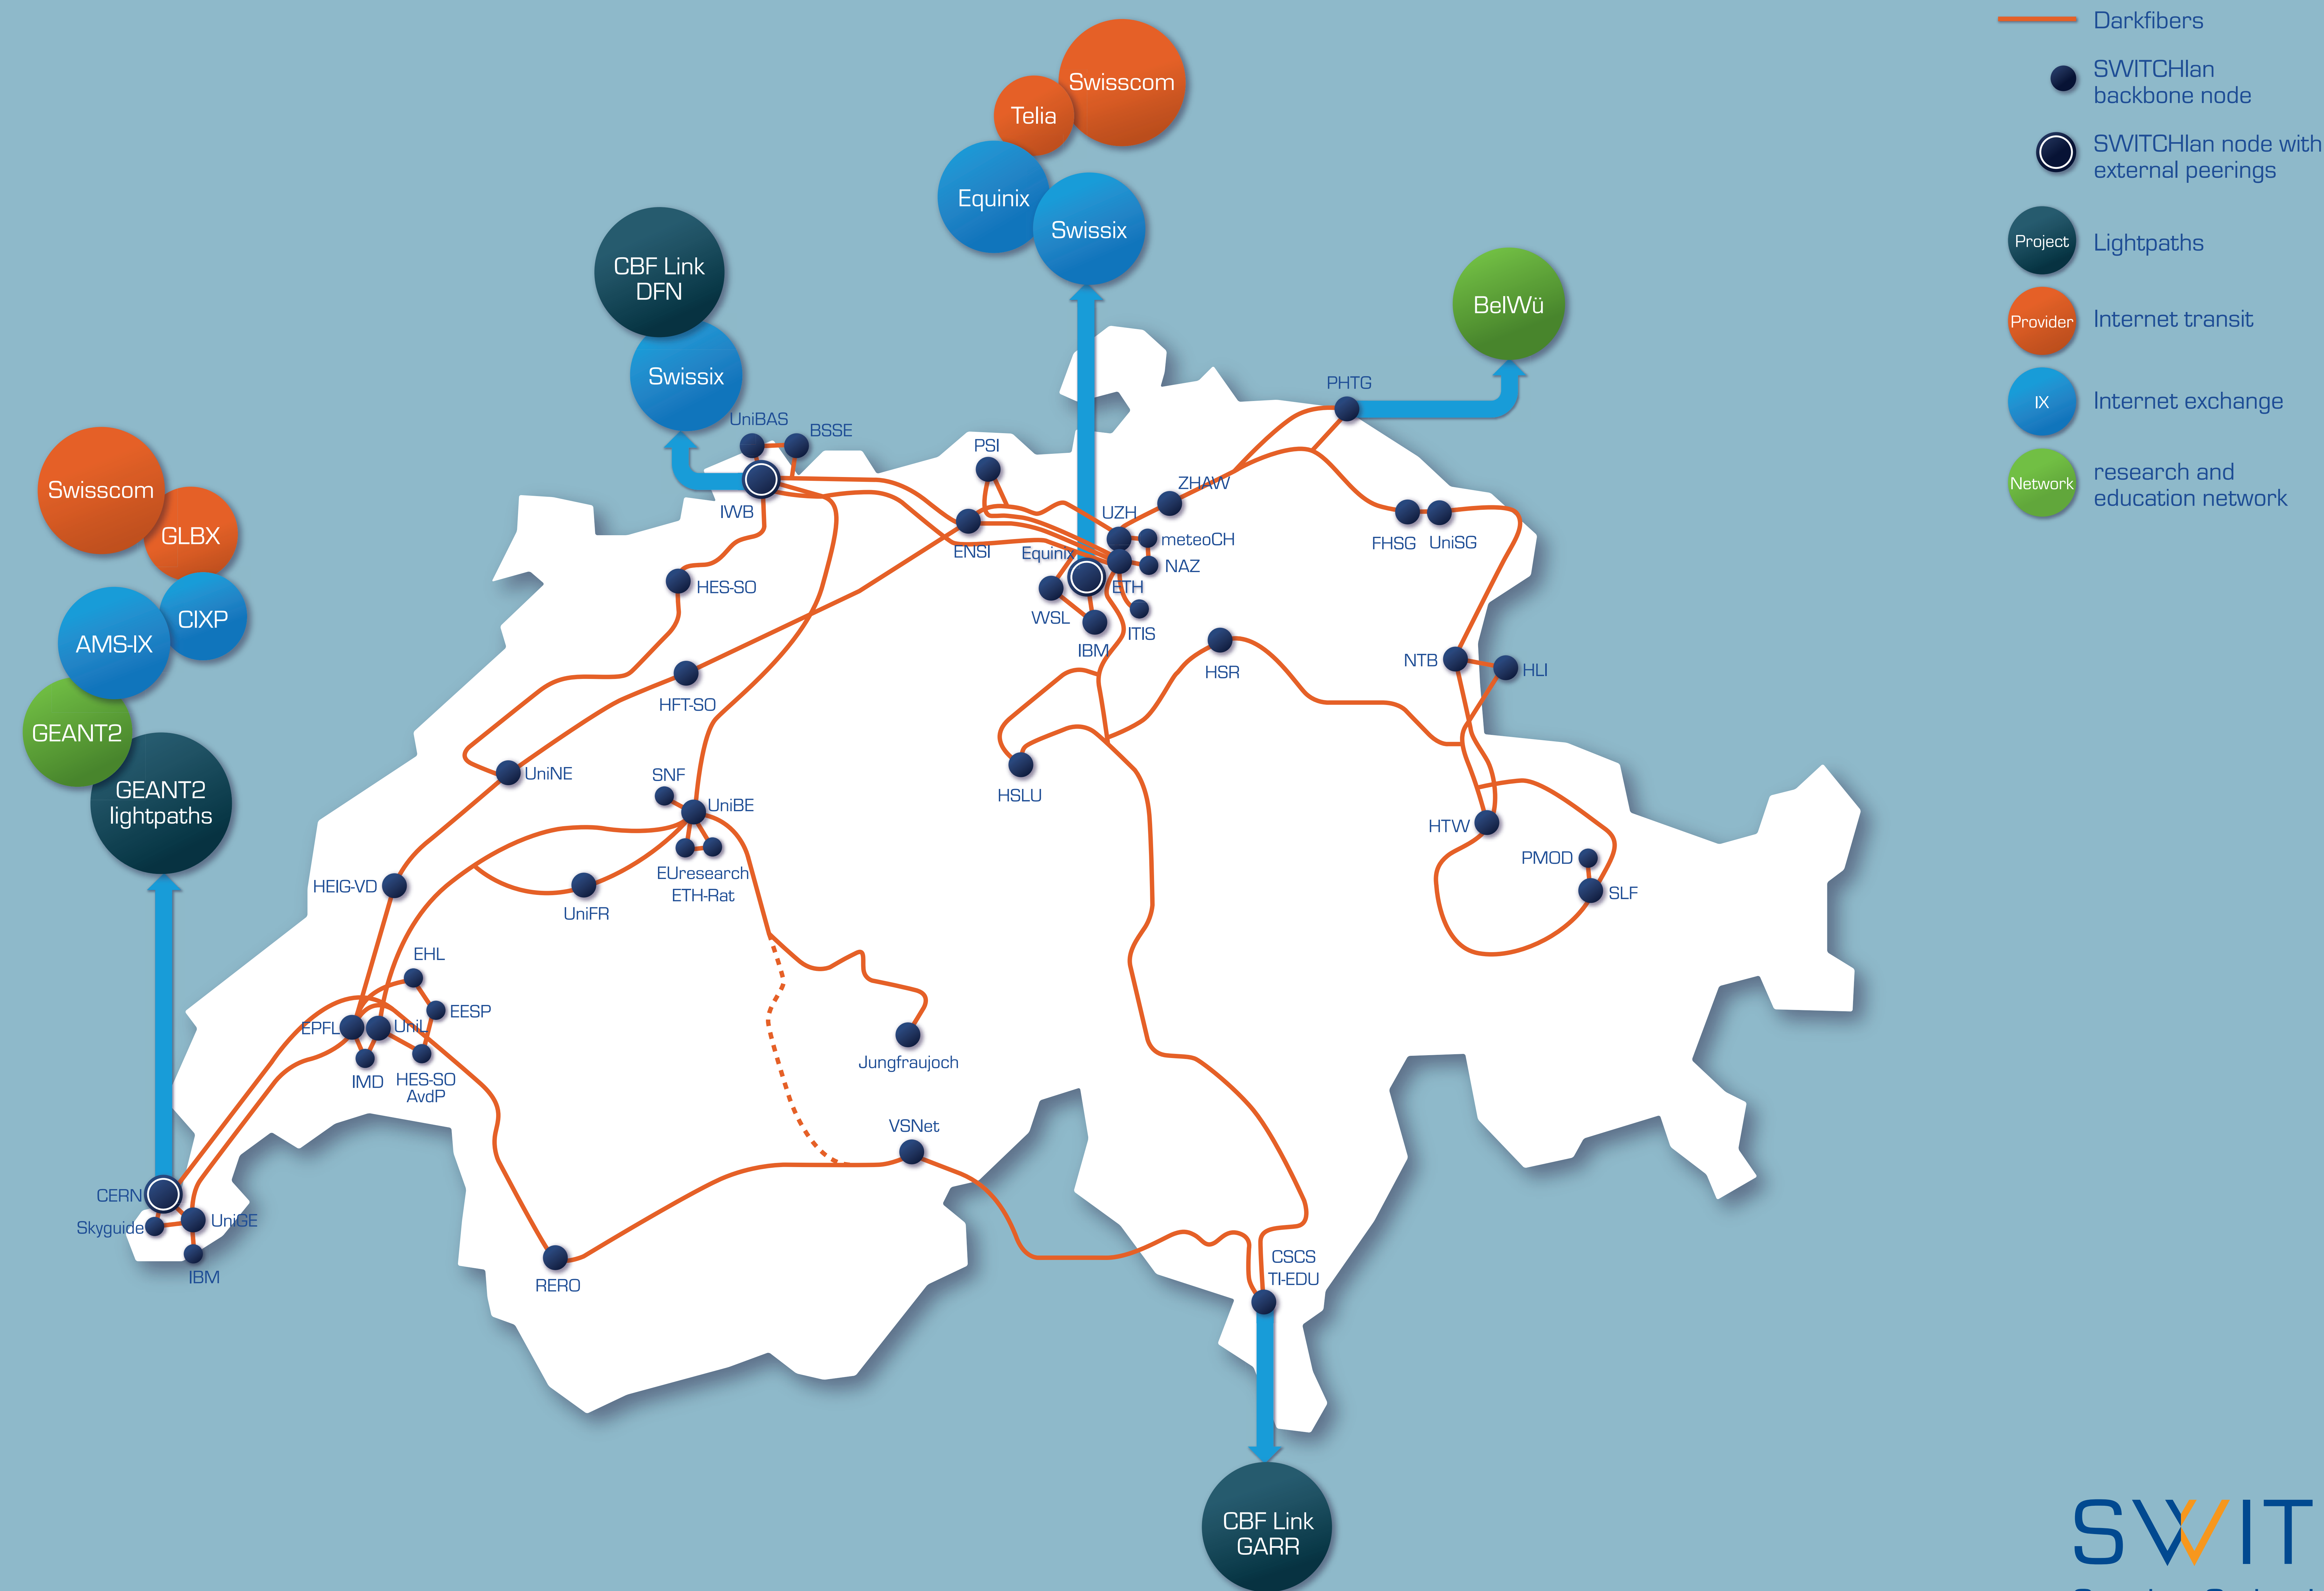 Darkfibers
SWITCHlan
backbone node
SWITCHlan node with
external peerings
Project
Lightpaths
Provider
Internet transit
IX
Internet exchange
Network
research and
education network
Swisscom
Telia
Equinix
Swissix
CBF Link
DFN
Swissix
BelWü
Swisscom
GLBX
CIXP
AMS-IX
GEANT2
GEANT2
lightpaths
PHTG
UniBAS
BSSE
PSI
ZHAW
IWB
UZH
ENSI
Equinix
meteoCH
NAZ
FHSG
UniSG
HES-SO
ETH
WSL
ITIS
IBM
HSR
NTB
HLI
HFT-SO
UniNE
SNF
UniBE
HSLU
HTW
EUresearch
ETH-Rat
PMOD
SLF
HEIG-VD
UniFR
EHL
EESP
EPFL
UniL
IMD
HES-SO
AvdP
Jungfraujoch
VSNet
CERN
Skyguide
UniGE
IBM
RERO
CSCS
TI-EDU
CBF Link
GARR
SWIT